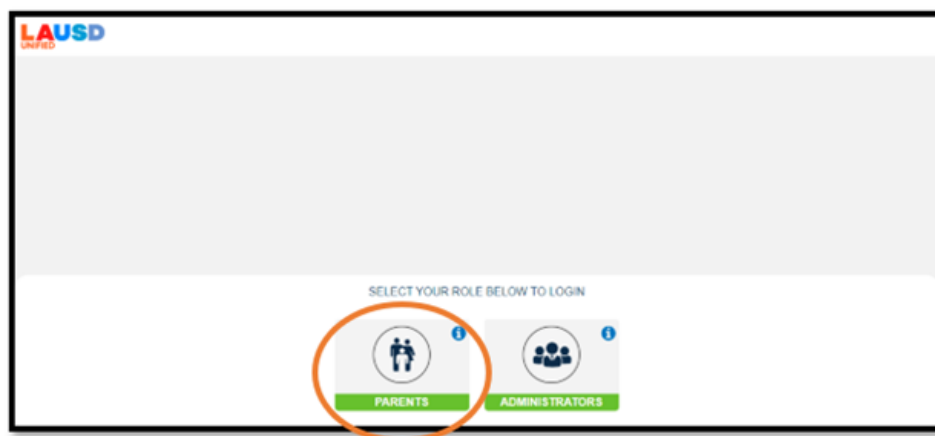 LAUSD
UNIFIED
SELECT YOUR ROLE BELOW TO LOGIN
PARENTS
ADMINISTRATORS